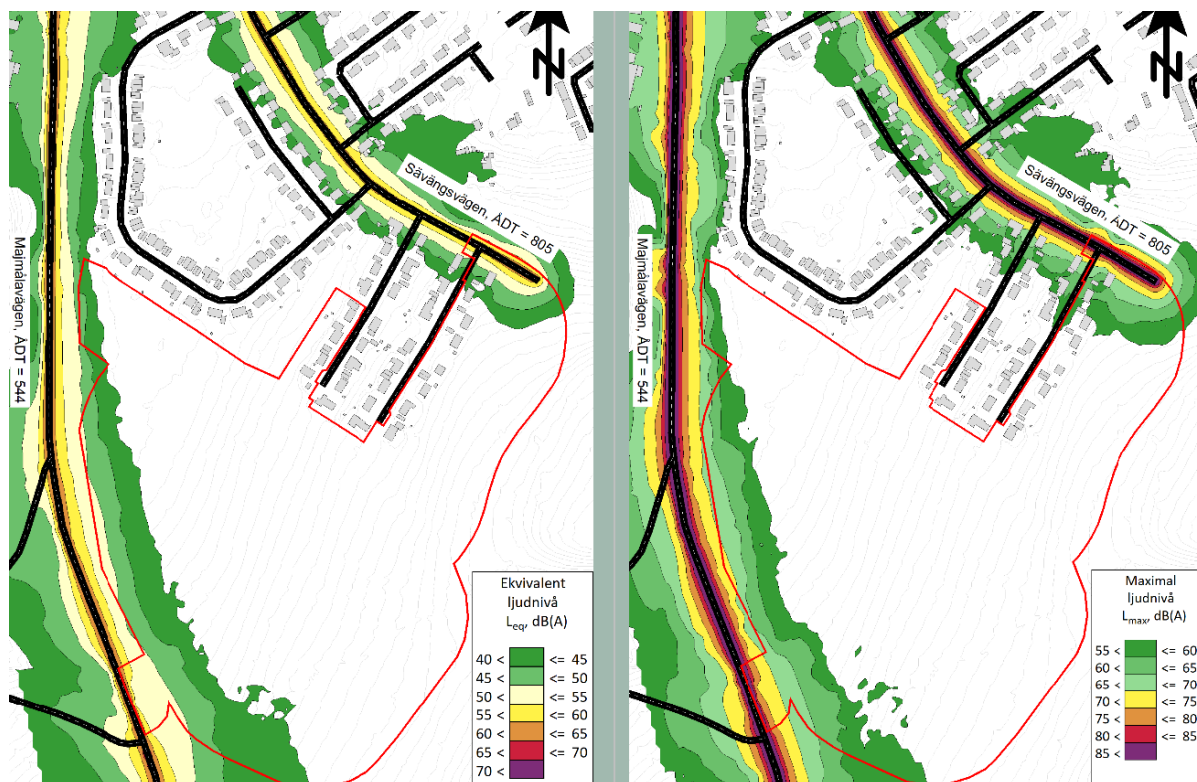 N
Sävängsvägen, ÅDT = 805
Majmålavägen, ÅDT = 544
Ekvivalent
ljudnivå
Leq, dB(A)
40 < <= 45
45 < <= 50
50 < <= 55
55 < <= 60
60 < <= 65
65 < <= 70
70 <
N
Sävängsvägen, ÅDT = 805
Majmålavägen, ÅDT = 544
Maximal
ljudnivå
Lmax, dB(A)
55 < <= 60
60 < <= 65
65 < <= 70
70 < <= 75
75 < <= 80
80 < <= 85
85 <